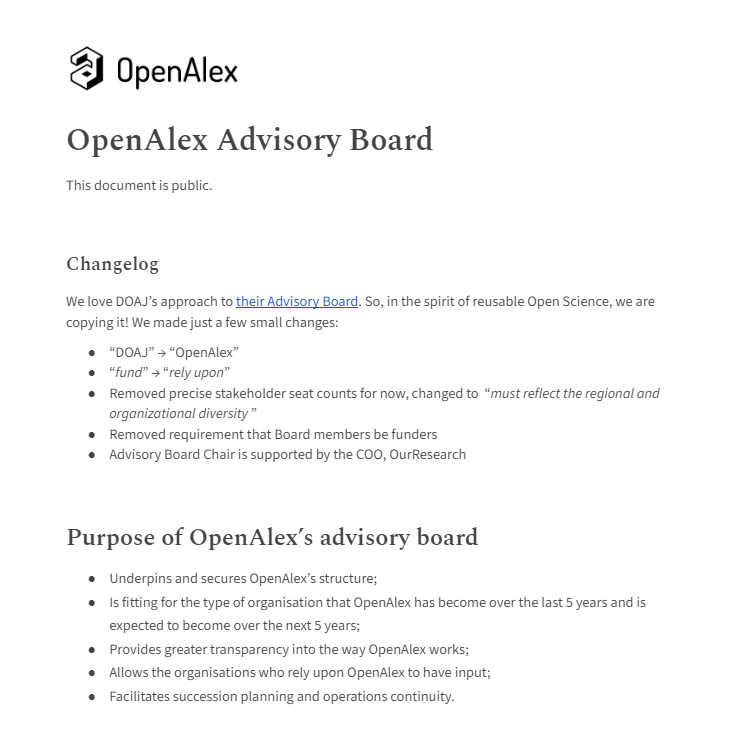 OpenAlex
OpenAlex Advisory Board
This document is public.
Changelog
We love DOAJ’s approach to their Advisory Board. So, in the spirit of reusable Open Science, we are
copying it! We made just a few small changes:
● “DOAJ” → “OpenAlex”
● “fund” → “rely upon”
● Removed precise stakeholder seat counts for now, changed to “must reflect the regional and
organizational diversity ”
● Removed requirement that Board members be funders
● Advisory Board Chair is supported by the COO, OurResearch
Purpose of OpenAlex’s advisory board
● Underpins and secures OpenAlex’s structure;
● Is fitting for the type of organisation that OpenAlex has become over the last 5 years and is
expected to become over the next 5 years;
● Provides greater transparency into the way OpenAlex works;
● Allows the organisations who rely upon OpenAlex to have input;
● Facilitates succession planning and operations continuity.